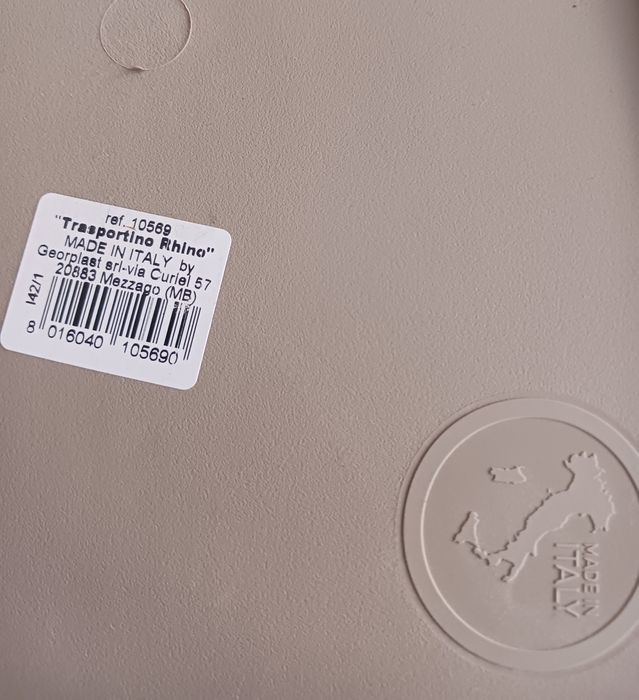 ref. 10569
"Trasportino Rhino"
MADE IN ITALY by
Georplast srl-via Curiel 57
20883 Mezzago (MB)
I42/1
8 016040 105690
MADE IN
ITALY